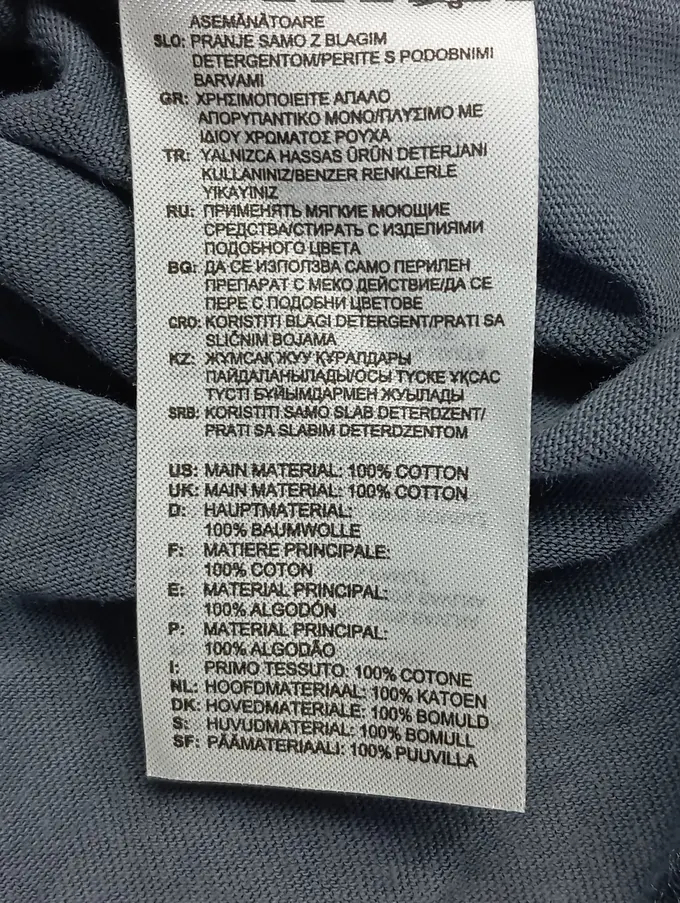 ASEMĂNĂTOARE
SLO: PRANJE SAMO Z BLAGIM
DETERGENTOM/PERITE S PODOBNIMI
BARVAMI
GR: ΧΡΗΣΙΜΟΠΟΙΕΙΤΕ ΑΠΑΛΟ
ΑΠΟΡΥΠΑΝΤΙΚΟ ΜΟΝΟ/ΠΛΥΣΙΜΟ ΜΕ
ΙΔΙΟΥ ΧΡΩΜΑΤΟΣ ΡΟΥΧΑ
TR: YALNIZCA HASSAS ÜRÜN DETERJANI
KULLANINIZ/BENZER RENKLERLE
YIKAYINIZ
RU: ПРИМЕНЯТЬ МЯГКИЕ МОЮЩИЕ
СРЕДСТВА/СТИРАТЬ С ИЗДЕЛИЯМИ
ПОДОБНОГО ЦВЕТА
BG: ДА СЕ ИЗПОЛЗВА САМО ПЕРИЛЕН
ПРЕПАРАТ С МЕКО ДЕЙСТВИЕ/ДА СЕ
ПЕРЕ С ПОДОБНИ ЦВЕТОВЕ
CRO: KORISTITI BLAGI DETERGENT/PRATI SA
SLIČNIM BOJAMA
KZ: ЖҰМСАҚ ЖУУ ҚҰРАЛДАРЫ
ПАЙДАЛАНЫЛАДЫ/ОСЫ ТҮСКЕ ҰҚСАС
ТҮСТІ БҰЙЫМДАРМЕН ЖУЫЛАДЫ
SRB: KORISTITI SAMO SLAB DETERDZENT/
PRATI SA SLABIM DETERDZENTOM
US: MAIN MATERIAL: 100% COTTON
UK: MAIN MATERIAL: 100% COTTON
D: HAUPTMATERIAL:
100% BAUMWOLLE
F: MATIERE PRINCIPALE:
100% COTON
E: MATERIAL PRINCIPAL:
100% ALGODÓN
P: MATERIAL PRINCIPAL:
100% ALGODÃO
I: PRIMO TESSUTO: 100% COTONE
NL: HOOFDMATERIAAL: 100% KATOEN
DK: HOVEDMATERIALE: 100% BOMULD
S: HUVUDMATERIAL: 100% BOMULL
SF: PÄÄMATERIAALI: 100% PUUVILLA